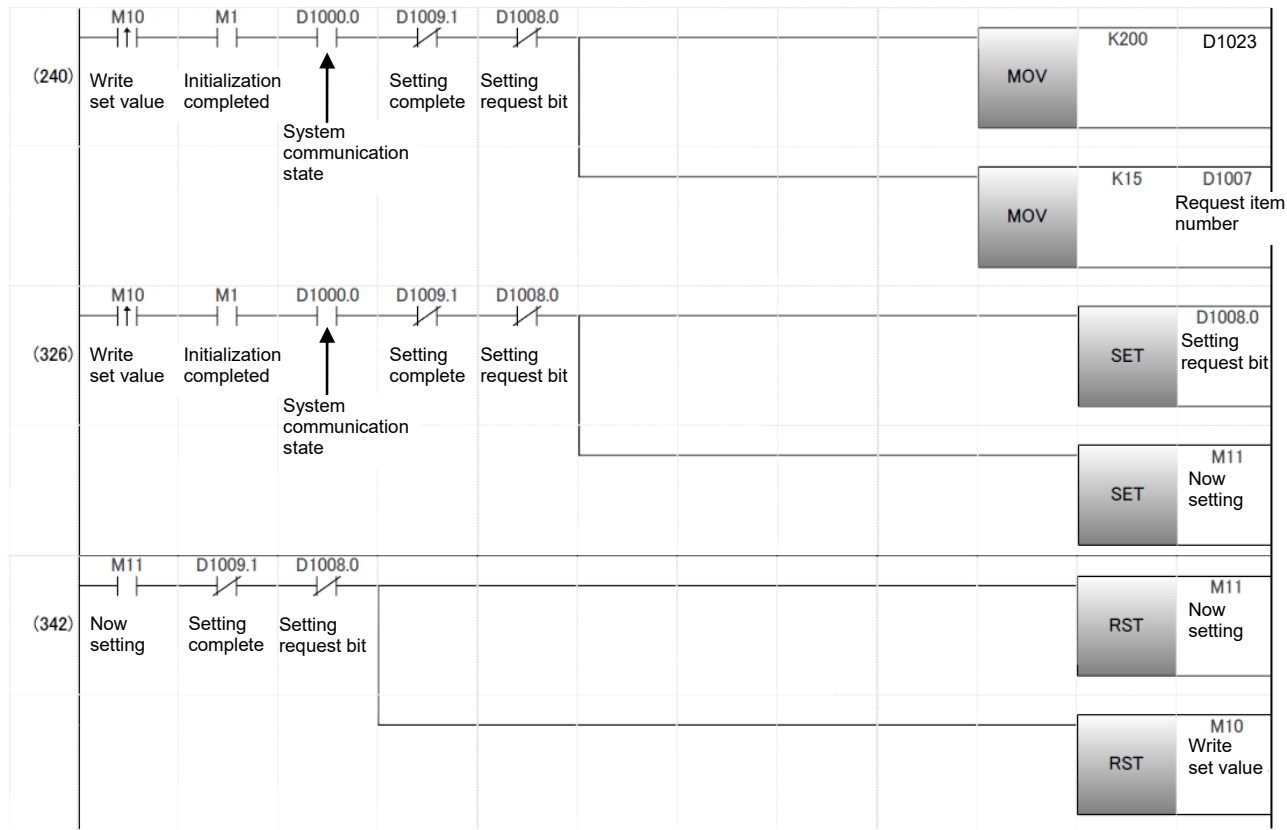 M10 M1 D1000.0 D1009.1 D1008.0
K200 D1023
(240)
MOV
Write
set value
Initialization
completed
Setting
complete
Setting
request bit
System
communication
state
K15 D1007
MOV
Request item
number
M10 M1 D1000.0 D1009.1 D1008.0
D1008.0
(326)
SET
Setting
request bit
Write
set value
Initialization
completed
Setting
complete
Setting
request bit
System
communication
state
M11
SET
Now
setting
M11 D1009.1 D1008.0
M11
(342)
RST
Now
setting
Now
setting
Setting
complete
Setting
request bit
M10
RST
Write
set value